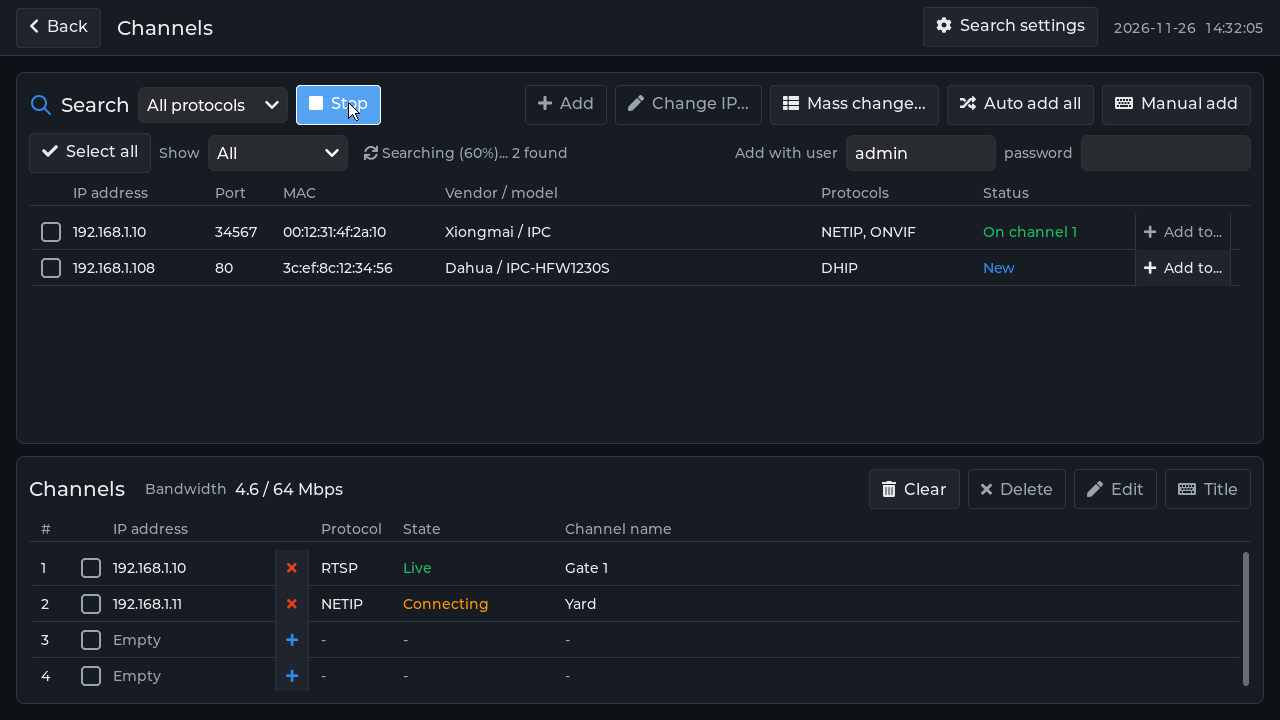 Back
Channels
Search settings
2026-11-26 14:32:05
Search
All protocols
Stop
Add
Change IP...
Mass change...
Auto add all
Manual add
Select all
Show
All
Searching (60%)... 2 found
Add with user
admin
password
IP address Port MAC Vendor / model Protocols Status
192.168.1.10 34567 00:12:31:4f:2a:10 Xiongmai / IPC NETIP, ONVIF On channel 1 Add to...
192.168.1.108 80 3c:ef:8c:12:34:56 Dahua / IPC-HFW1230S DHIP New Add to...
Channels
Bandwidth 4.6 / 64 Mbps
Clear
Delete
Edit
Title
# IP address Protocol State Channel name
1 192.168.1.10 RTSP Live Gate 1
2 192.168.1.11 NETIP Connecting Yard
3 Empty - - -
4 Empty - - -